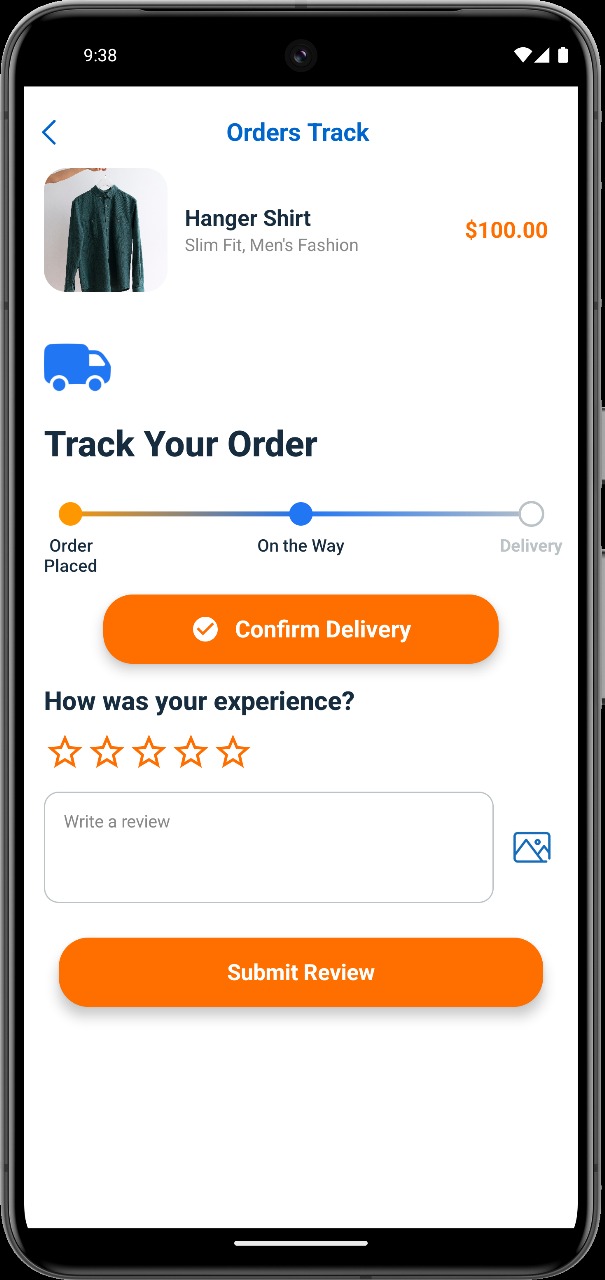 9:38
Orders Track
Hanger Shirt
Slim Fit, Men's Fashion
$100.00
Track Your Order
Order
Placed
On the Way
Delivery
Confirm Delivery
How was your experience?
Write a review
Submit Review